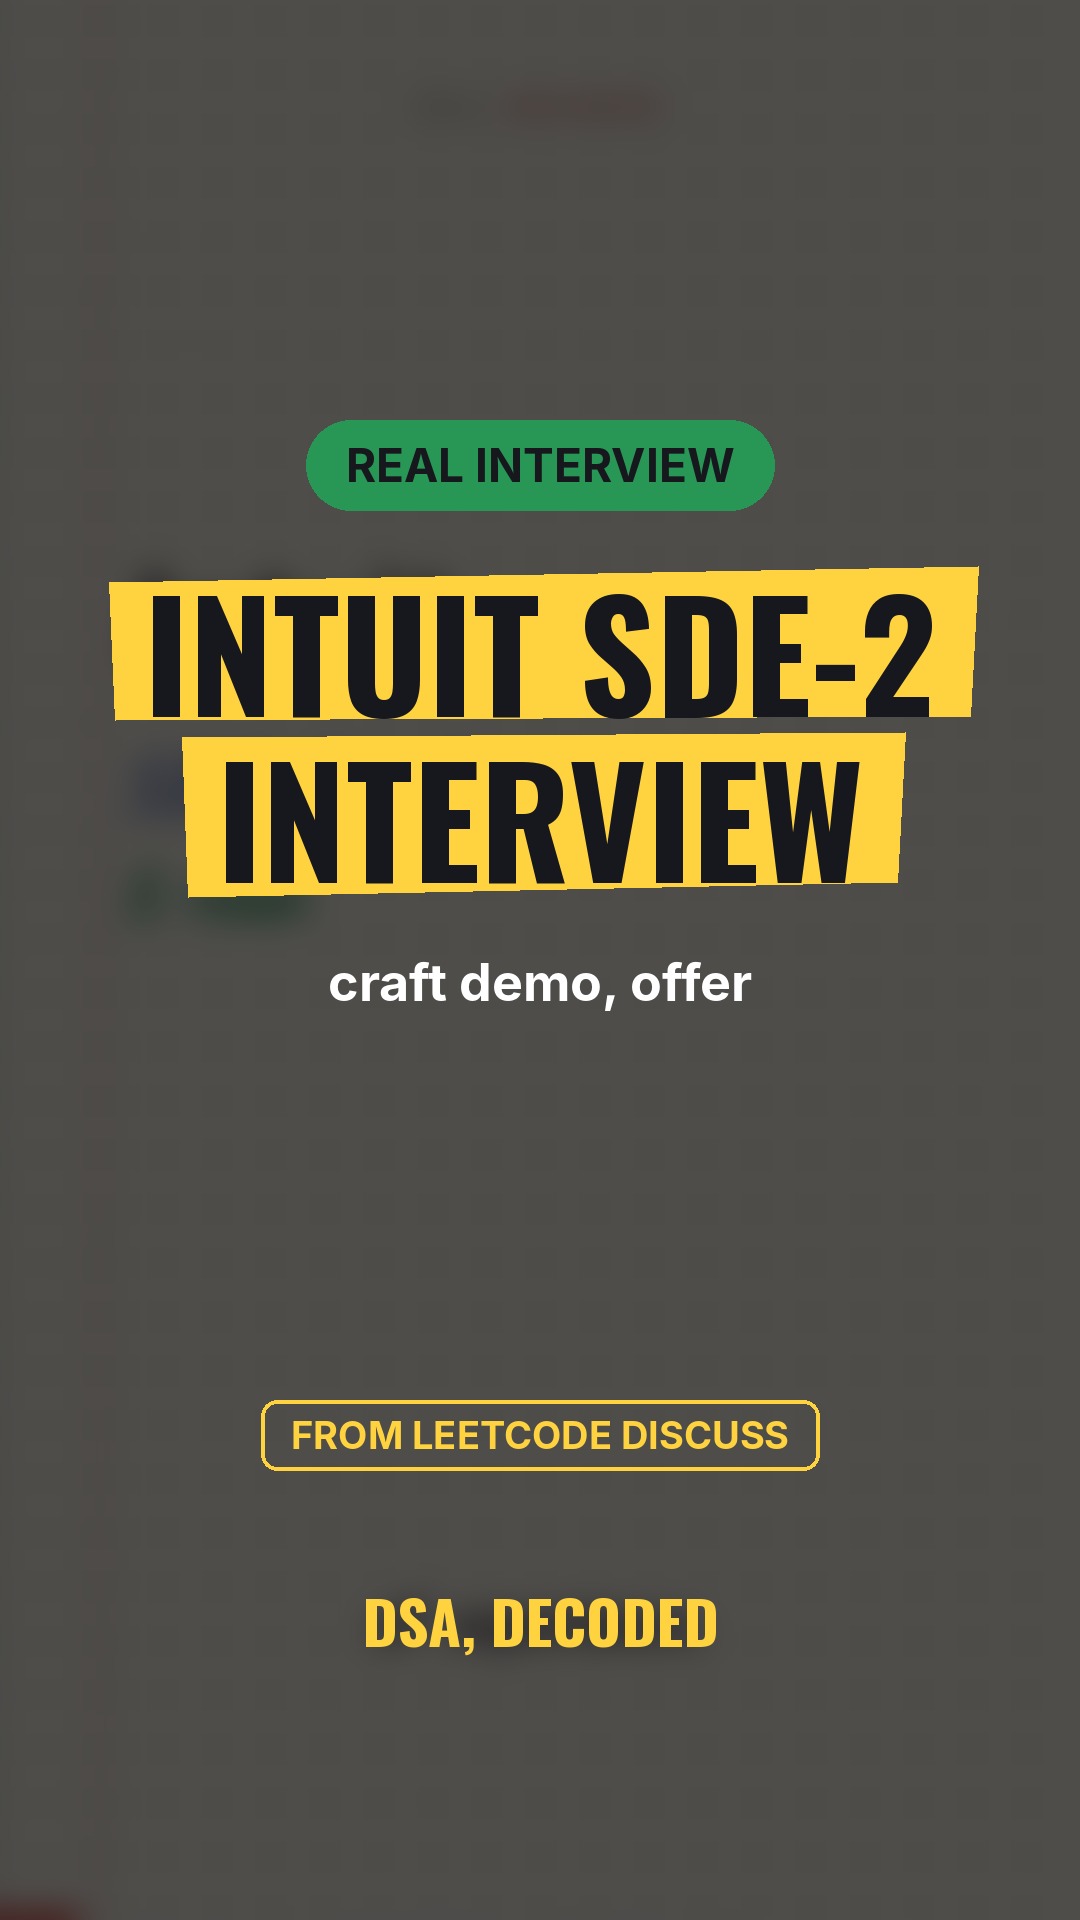 REAL INTERVIEW
INTUIT SDE-2
INTERVIEW
craft demo, offer
FROM LEETCODE DISCUSS
DSA, DECODED